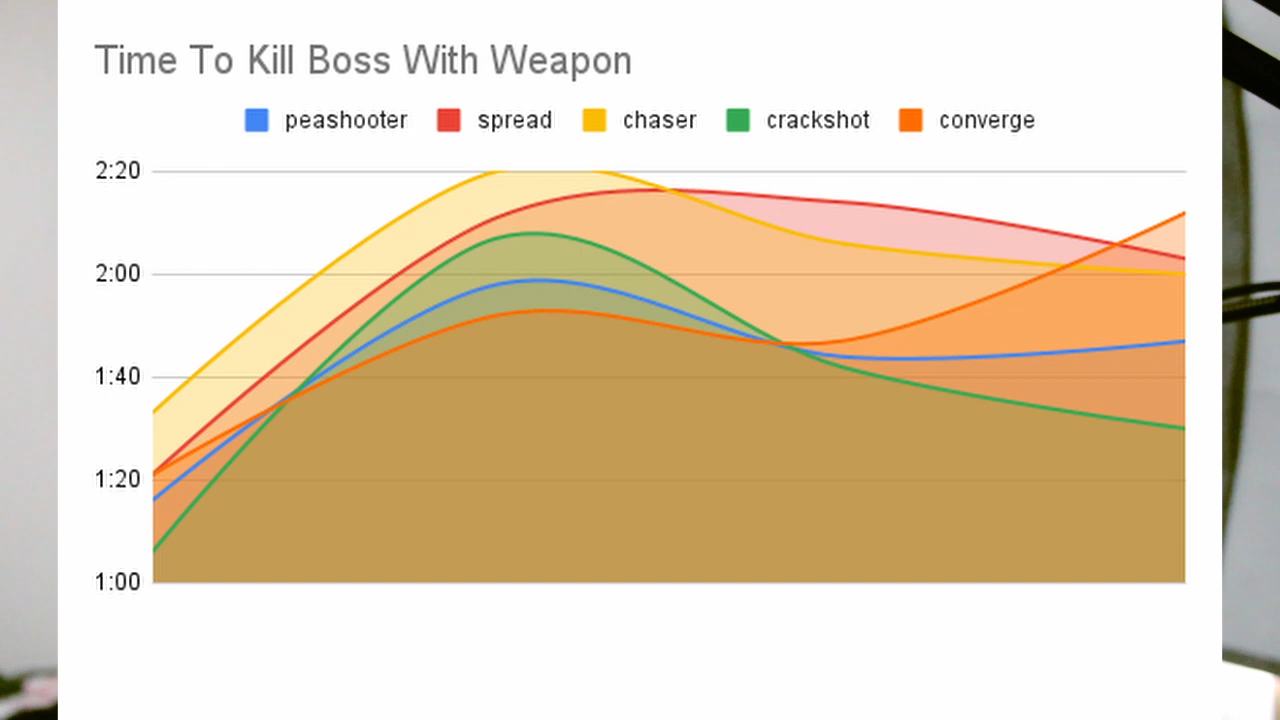 Time To Kill Boss With Weapon
peashooter spread chaser crackshot converge
2:20
2:00
1:40
1:20
1:00